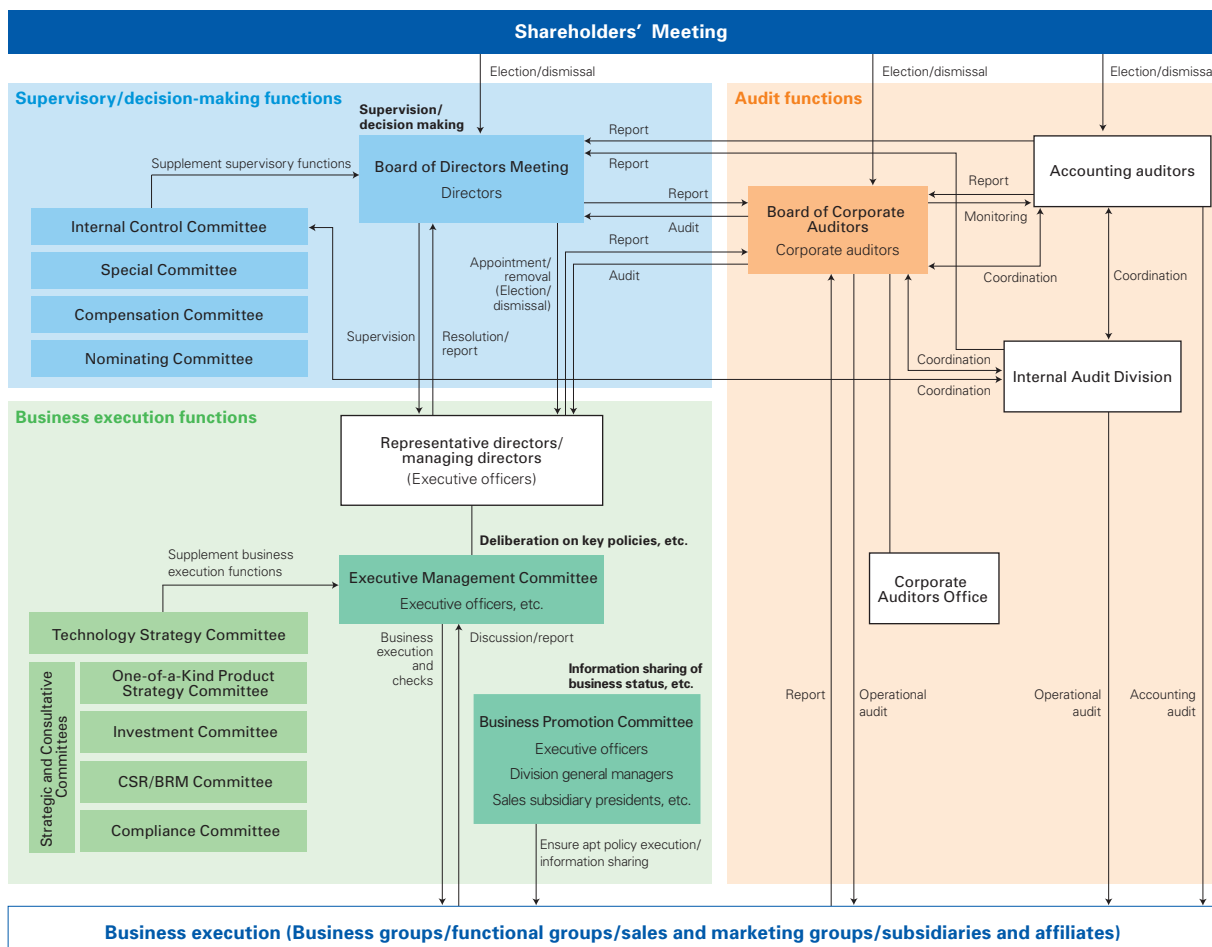 Shareholders' Meeting
Election/dismissal
Election/dismissal
Election/dismissal
Supervisory/decision-making functions
Audit functions
Supervision/
decision making
Board of Directors Meeting
Directors
Supplement supervisory functions
Internal Control Committee
Special Committee
Compensation Committee
Nominating Committee
Report
Report
Report
Audit
Report
Audit
Appointment/
removal
(Election/
dismissal)
Supervision
Resolution/
report
Board of Corporate
Auditors
Corporate auditors
Accounting auditors
Report
Monitoring
Coordination
Coordination
Coordination
Coordination
Internal Audit Division
Business execution functions
Representative directors/
managing directors
(Executive officers)
Deliberation on key policies, etc.
Supplement business
execution functions
Executive Management Committee
Executive officers, etc.
Technology Strategy Committee
Strategic and Consultative
Committees
One-of-a-Kind Product
Strategy Committee
Investment Committee
CSR/BRM Committee
Compliance Committee
Business
execution
and
checks
Discussion/report
Information sharing of
business status, etc.
Business Promotion Committee
Executive officers
Division general managers
Sales subsidiary presidents, etc.
Ensure apt policy execution/
information sharing
Corporate
Auditors Office
Report
Operational
audit
Operational
audit
Accounting
audit
Business execution (Business groups/functional groups/sales and marketing groups/subsidiaries and affiliates)